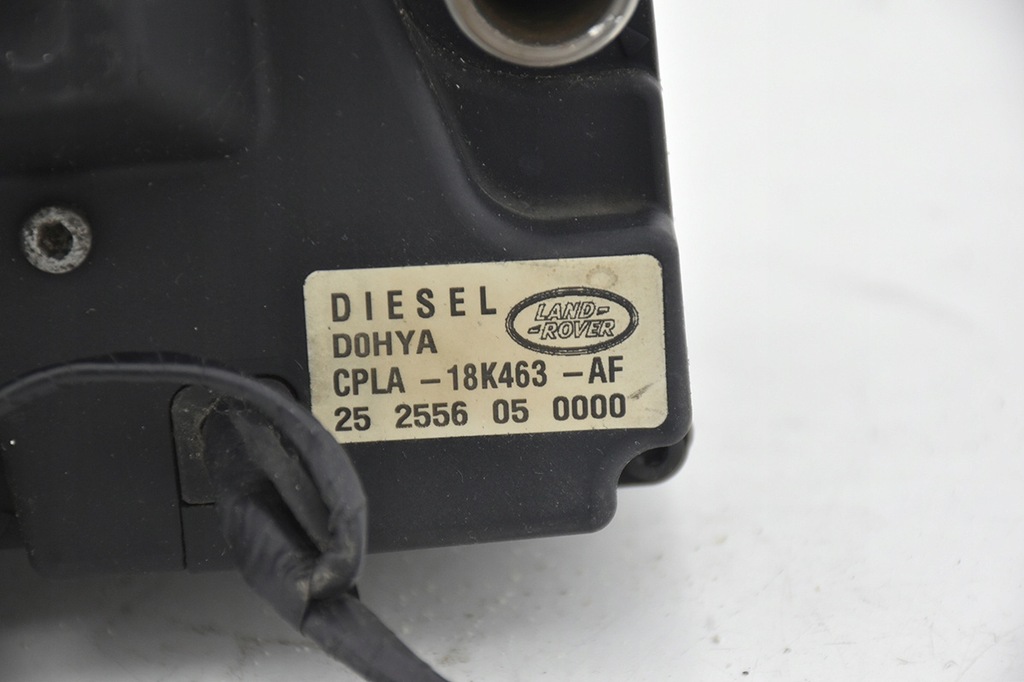 DIESEL
LAND-
-ROVER
D0HYA
CPLA -18K463 -AF
25 2556 05 0000